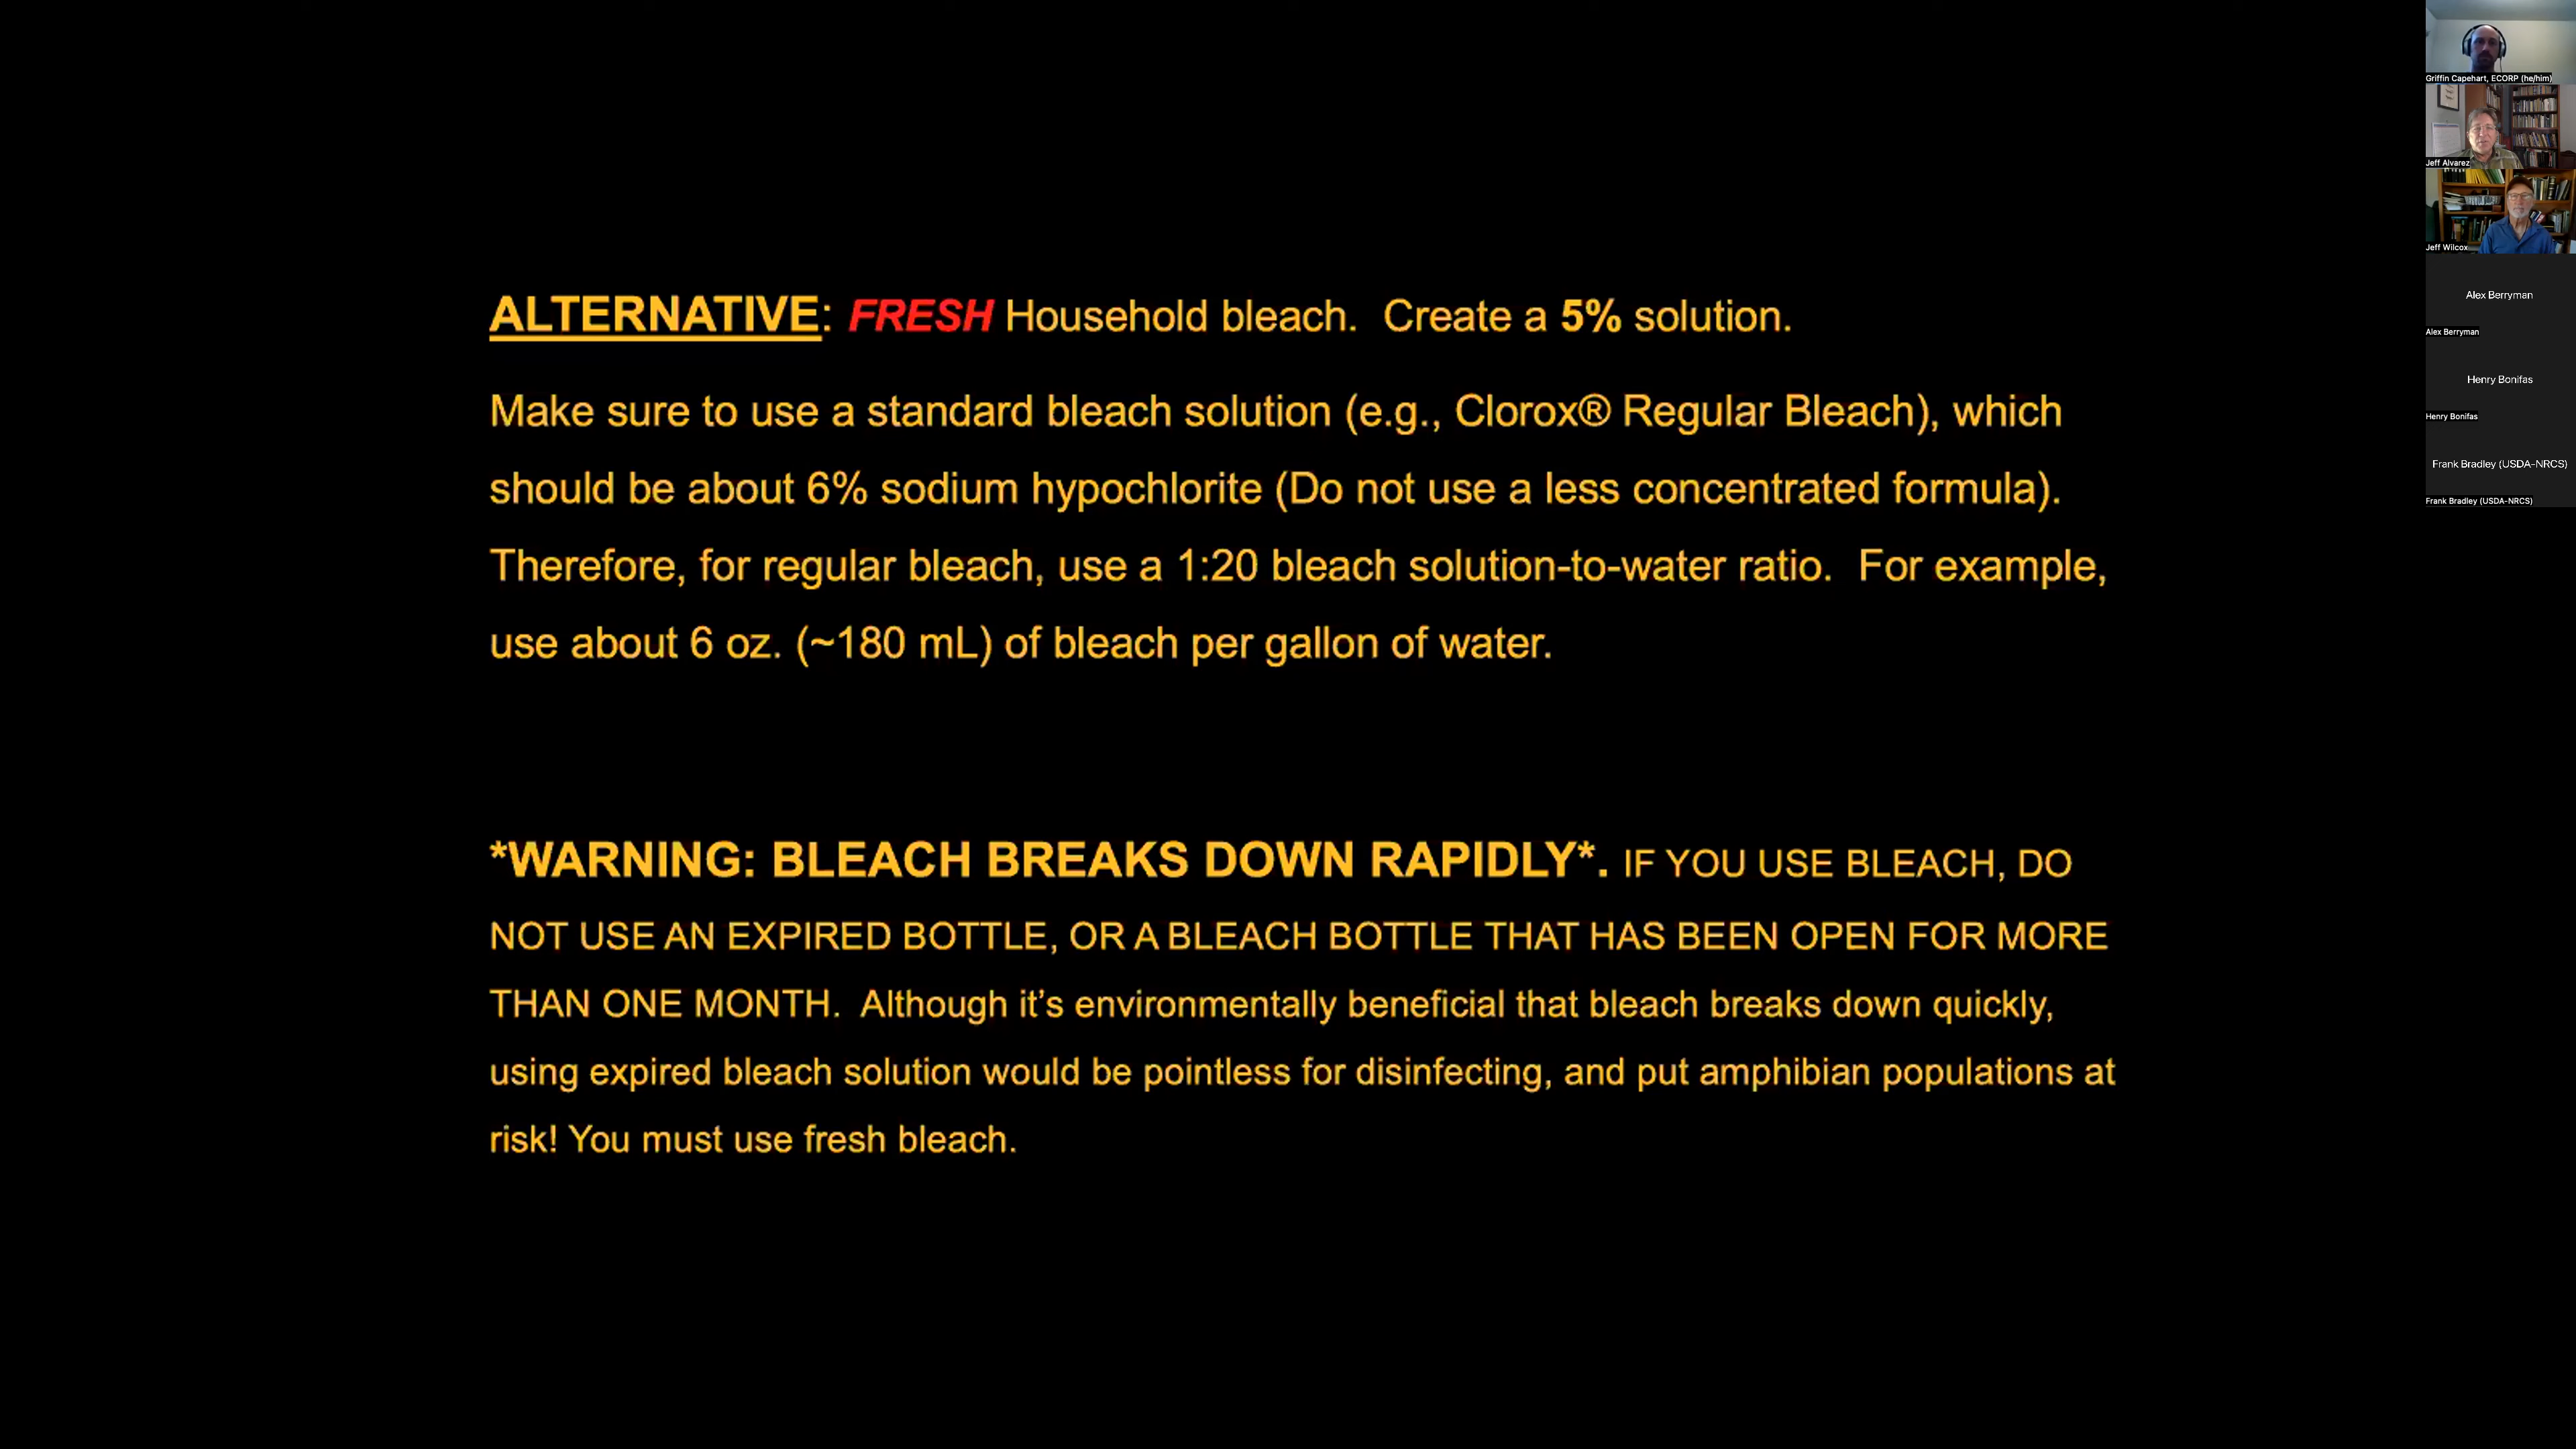 ALTERNATIVE: FRESH Household bleach. Create a 5% solution.
Make sure to use a standard bleach solution (e.g., Clorox® Regular Bleach), which
should be about 6% sodium hypochlorite (Do not use a less concentrated formula).
Therefore, for regular bleach, use a 1:20 bleach solution-to-water ratio. For example,
use about 6 oz. (~180 mL) of bleach per gallon of water.
*WARNING: BLEACH BREAKS DOWN RAPIDLY*. IF YOU USE BLEACH, DO
NOT USE AN EXPIRED BOTTLE, OR A BLEACH BOTTLE THAT HAS BEEN OPEN FOR MORE
THAN ONE MONTH. Although it’s environmentally beneficial that bleach breaks down quickly,
using expired bleach solution would be pointless for disinfecting, and put amphibian populations at
risk! You must use fresh bleach.
Griffin Capehart, ECORP (he/him)
Jeff Alvarez
Jeff Wilcox
Alex Berryman
Alex Berryman
Henry Bonifas
Henry Bonifas
Frank Bradley (USDA-NRCS)
Frank Bradley (USDA-NRCS)